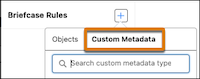 Briefcase Rules
Objects Custom Metadata
Search custom metadata type